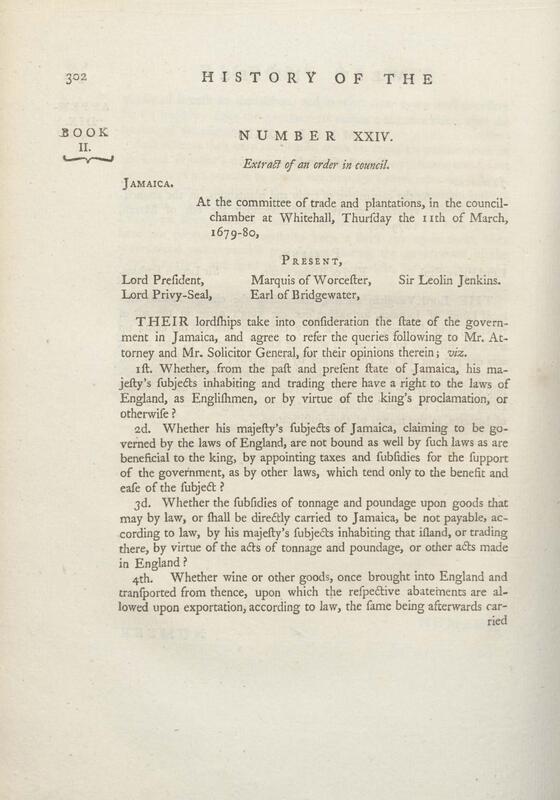 302 HISTORY OF THE
BOOK
II.
NUMBER XXIV.
Extract of an order in council.
JAMAICA.
At the committee of trade and plantations, in the council-
chamber at Whitehall, Thurſday the 11th of March,
1679-80,
PRESENT,
Lord Preſident, Marquis of Worceſter, Sir Leolin Jenkins.
Lord Privy-Seal, Earl of Bridgewater,
THEIR lordſhips take into conſideration the ſtate of the govern-
ment in Jamaica, and agree to refer the queries following to Mr. At-
torney and Mr. Solicitor General, for their opinions therein; viz.
1ſt. Whether, from the paſt and preſent ſtate of Jamaica, his ma-
jeſty's ſubjects inhabiting and trading there have a right to the laws of
England, as Engliſhmen, or by virtue of the king's proclamation, or
otherwiſe?
2d. Whether his majeſty's ſubjects of Jamaica, claiming to be go-
verned by the laws of England, are not bound as well by ſuch laws as are
beneficial to the king, by appointing taxes and ſubſidies for the ſupport
of the government, as by other laws, which tend only to the benefit and
eaſe of the ſubject?
3d. Whether the ſubſidies of tonnage and poundage upon goods that
may by law, or ſhall be directly carried to Jamaica, be not payable, ac-
cording to law, by his majeſty's ſubjects inhabiting that iſland, or trading
there, by virtue of the acts of tonnage and poundage, or other acts made
in England?
4th. Whether wine or other goods, once brought into England and
tranſported from thence, upon which the reſpective abatements are al-
lowed upon exportation, according to law, the ſame being afterwards car-
ried